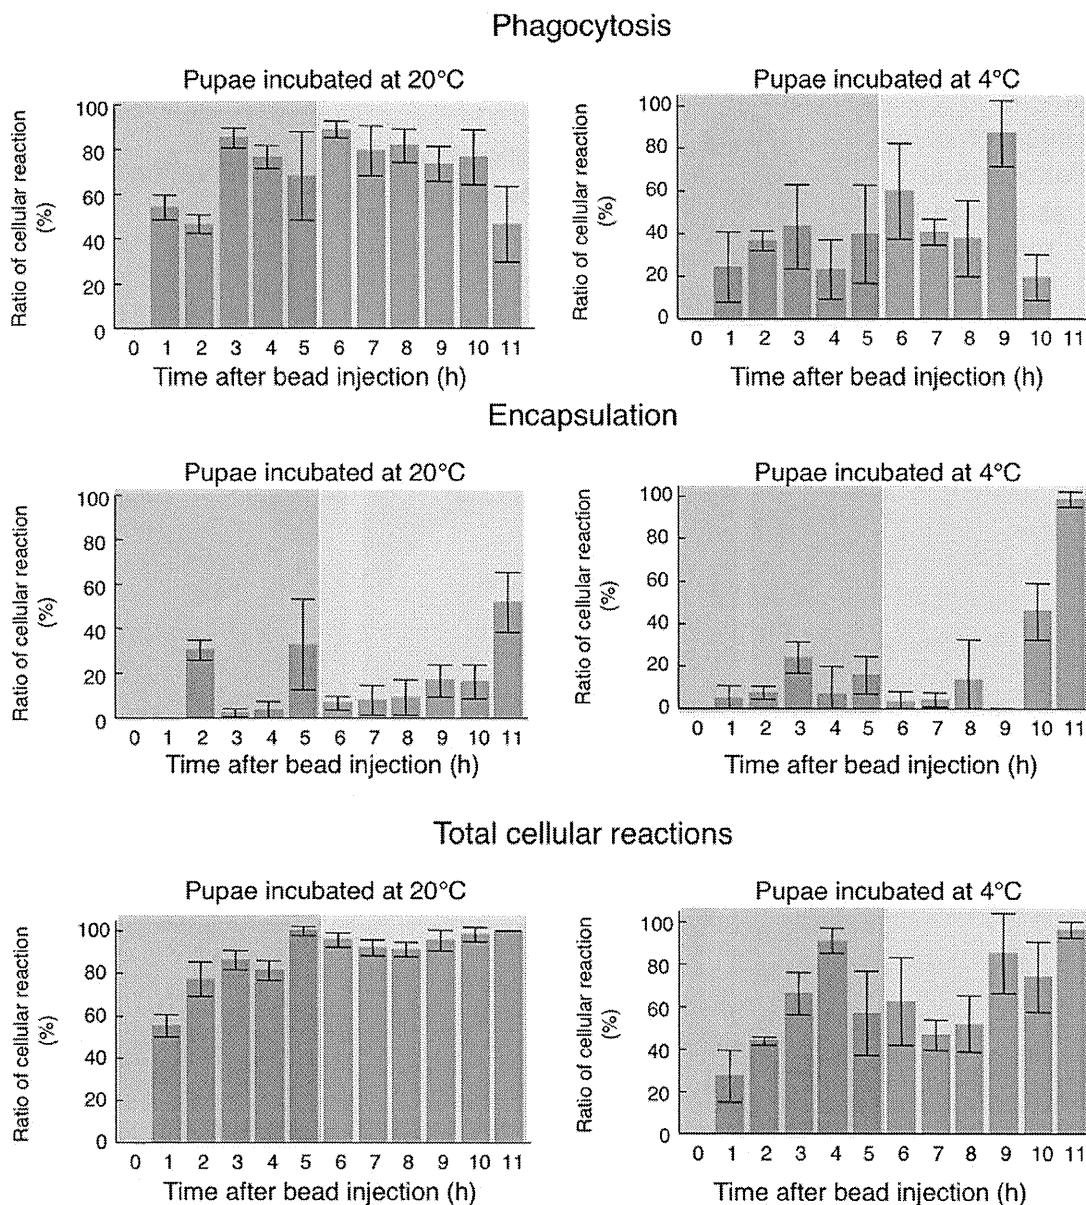 Phagocytosis
Pupae incubated at 20°C
Ratio of cellular reaction
(%)
100
80
60
40
20
0
0 1 2 3 4 5 6 7 8 9 10 11
Time after bead injection (h)
Pupae incubated at 4°C
Ratio of cellular reaction
(%)
100
80
60
40
20
0
0 1 2 3 4 5 6 7 8 9 10 11
Time after bead injection (h)
Encapsulation
Pupae incubated at 20°C
Ratio of cellular reaction
(%)
100
80
60
40
20
0
0 1 2 3 4 5 6 7 8 9 10 11
Time after bead injection (h)
Pupae incubated at 4°C
Ratio of cellular reaction
(%)
100
80
60
40
20
0
0 1 2 3 4 5 6 7 8 9 10 11
Time after bead injection (h)
Total cellular reactions
Pupae incubated at 20°C
Ratio of cellular reaction
(%)
100
80
60
40
20
0
0 1 2 3 4 5 6 7 8 9 10 11
Time after bead injection (h)
Pupae incubated at 4°C
Ratio of cellular reaction
(%)
100
80
60
40
20
0
0 1 2 3 4 5 6 7 8 9 10 11
Time after bead injection (h)